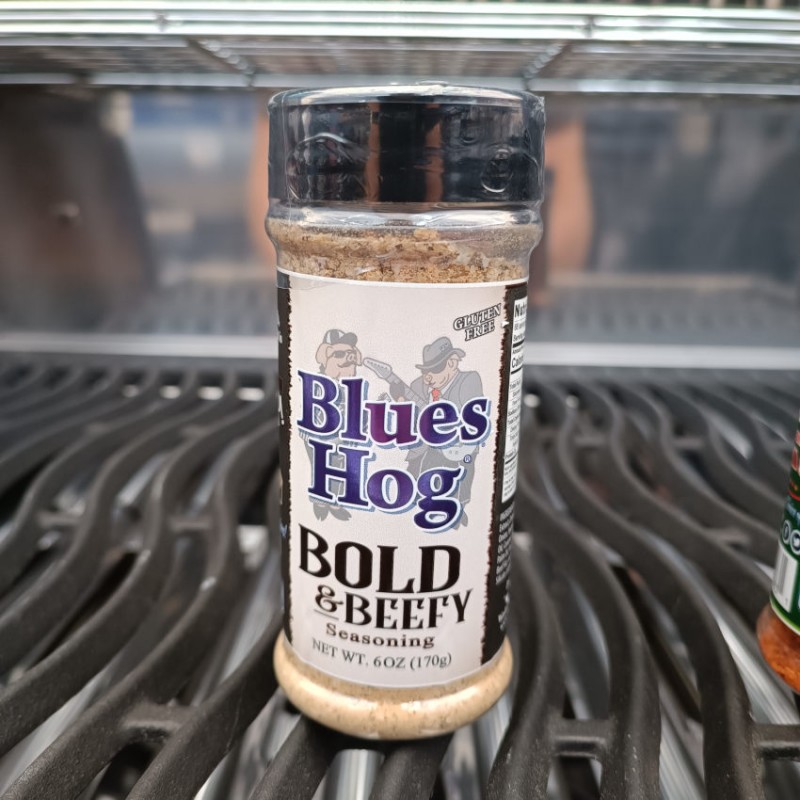 GLUTEN
FREE
Blues
Hog®
BOLD
& BEEFY
Seasoning
NET WT. 6OZ (170g)